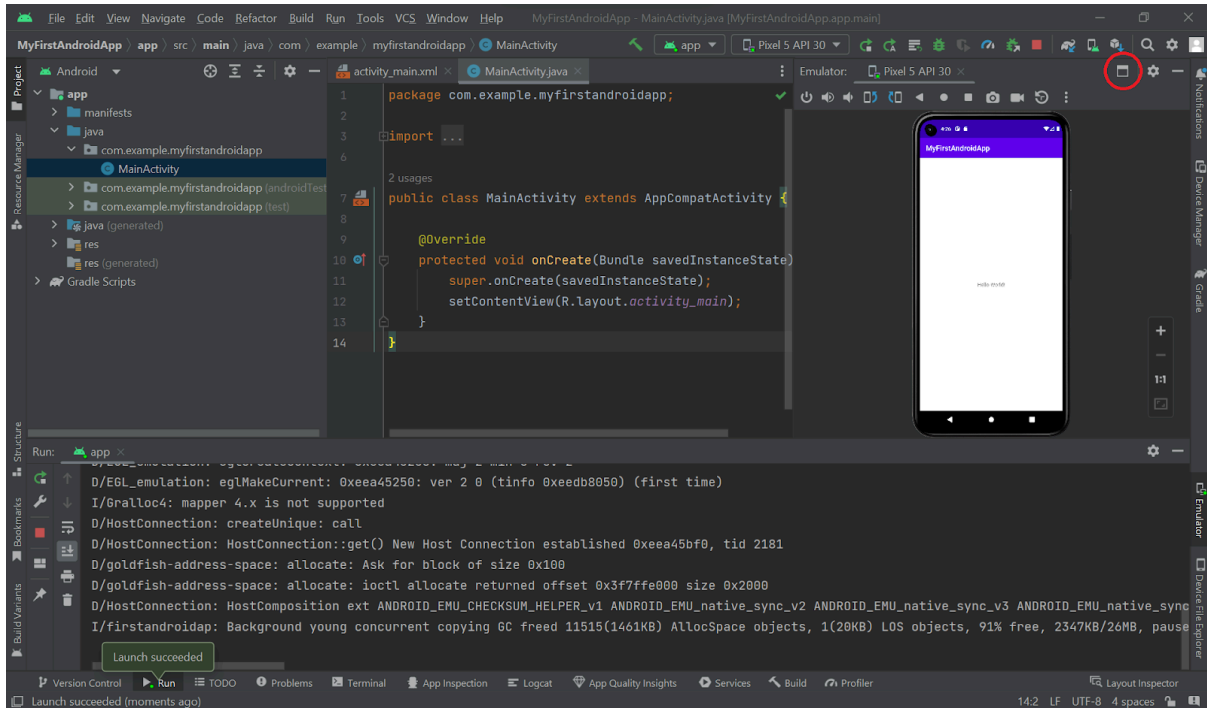 File Edit View Navigate Code Refactor Build Run Tools VCS Window Help MyFirstAndroidApp - MainActivity.java [MyFirstAndroidApp.app.main]
MyFirstAndroidApp app src main java com example myfirstandroidapp MainActivity app Pixel 5 API 30
Project
Resource Manager
Structure
Bookmarks
Build Variants
Android
app
manifests
java
com.example.myfirstandroidapp
MainActivity
com.example.myfirstandroidapp (androidTest
com.example.myfirstandroidapp (test)
java (generated)
res
res (generated)
Gradle Scripts
activity_main.xml MainActivity.java
1 package com.example.myfirstandroidapp;
2
3 import ...
6
2 usages
7 public class MainActivity extends AppCompatActivity {
8
9 @Override
10 protected void onCreate(Bundle savedInstanceState)
11 super.onCreate(savedInstanceState);
12 setContentView(R.layout.activity_main);
13 }
14 }
Emulator: Pixel 5 API 30
4:26
MyFirstAndroidApp
Hello World!
1:1
Notifications
Device Manager
Gradle
Emulator
Device File Explorer
Run: app
D/EGL_emulation: eglMakeCurrent: 0xeea45250: ver 2 0 (tinfo 0xeedb8050) (first time)
I/Gralloc4: mapper 4.x is not supported
D/HostConnection: createUnique: call
D/HostConnection: HostConnection::get() New Host Connection established 0xeea45bf0, tid 2181
D/goldfish-address-space: allocate: Ask for block of size 0x100
D/goldfish-address-space: allocate: ioctl allocate returned offset 0x3f7ffe000 size 0x2000
D/HostConnection: HostComposition ext ANDROID_EMU_CHECKSUM_HELPER_v1 ANDROID_EMU_native_sync_v2 ANDROID_EMU_native_sync_v3 ANDROID_EMU_native_sync
I/firstandroidap: Background young concurrent copying GC freed 11515(1461KB) AllocSpace objects, 1(20KB) LOS objects, 91% free, 2347KB/26MB, pause
Launch succeeded
Version Control Run TODO Problems Terminal App Inspection Logcat App Quality Insights Services Build Profiler Layout Inspector
Launch succeeded (moments ago) 14:2 LF UTF-8 4 spaces